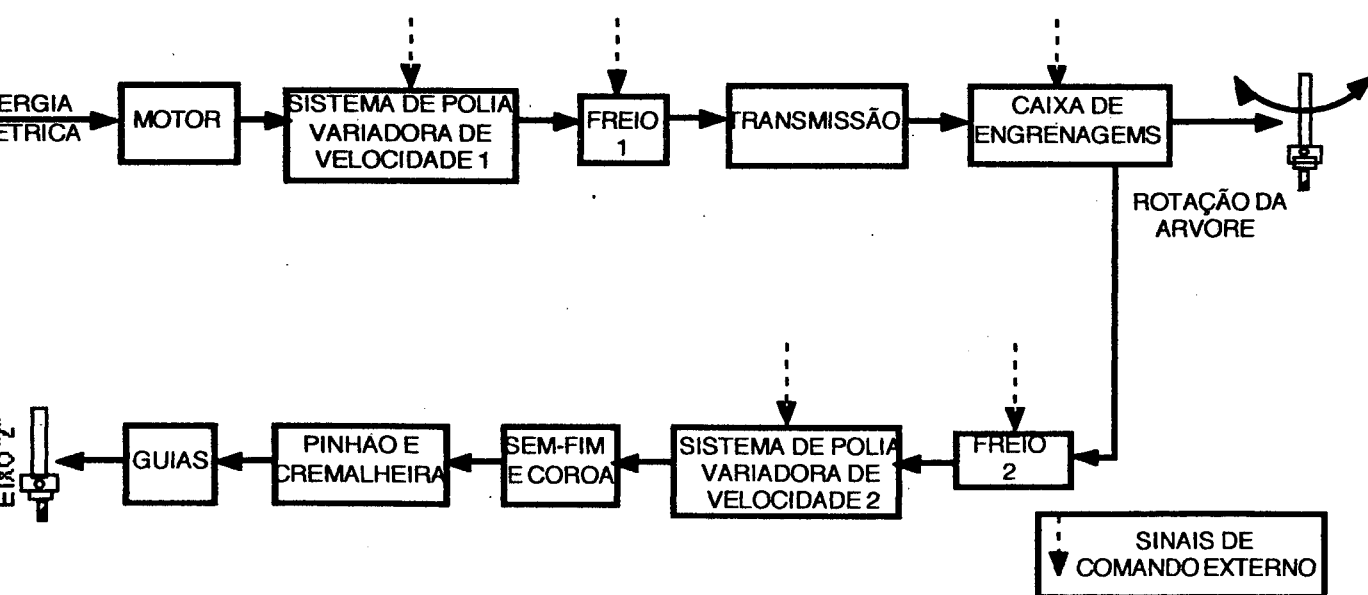 ERGIA
ETRICA
MOTOR
SISTEMA DE POLIA
VARIADORA DE
VELOCIDADE 1
FREIO
1
TRANSMISSÃO
CAIXA DE
ENGRENAGEMS
ROTAÇÃO DA
ARVORE
EIXO "Z"
GUIAS
PINHÃO E
CREMALHEIRA
SEM-FIM
E COROA
SISTEMA DE POLIA
VARIADORA DE
VELOCIDADE 2
FREIO
2
SINAIS DE
COMANDO EXTERNO